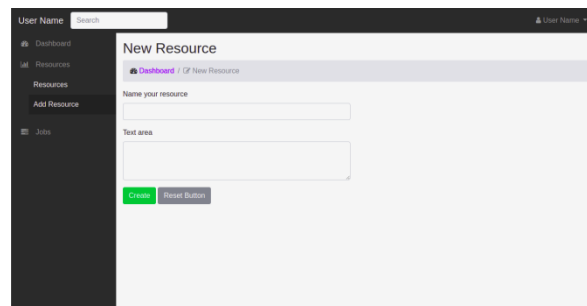 User Name Search User Name
Dashboard
Resources
Resources
Add Resource
Jobs
New Resource
Dashboard / New Resource
Name your resource
Text area
Create Reset Button